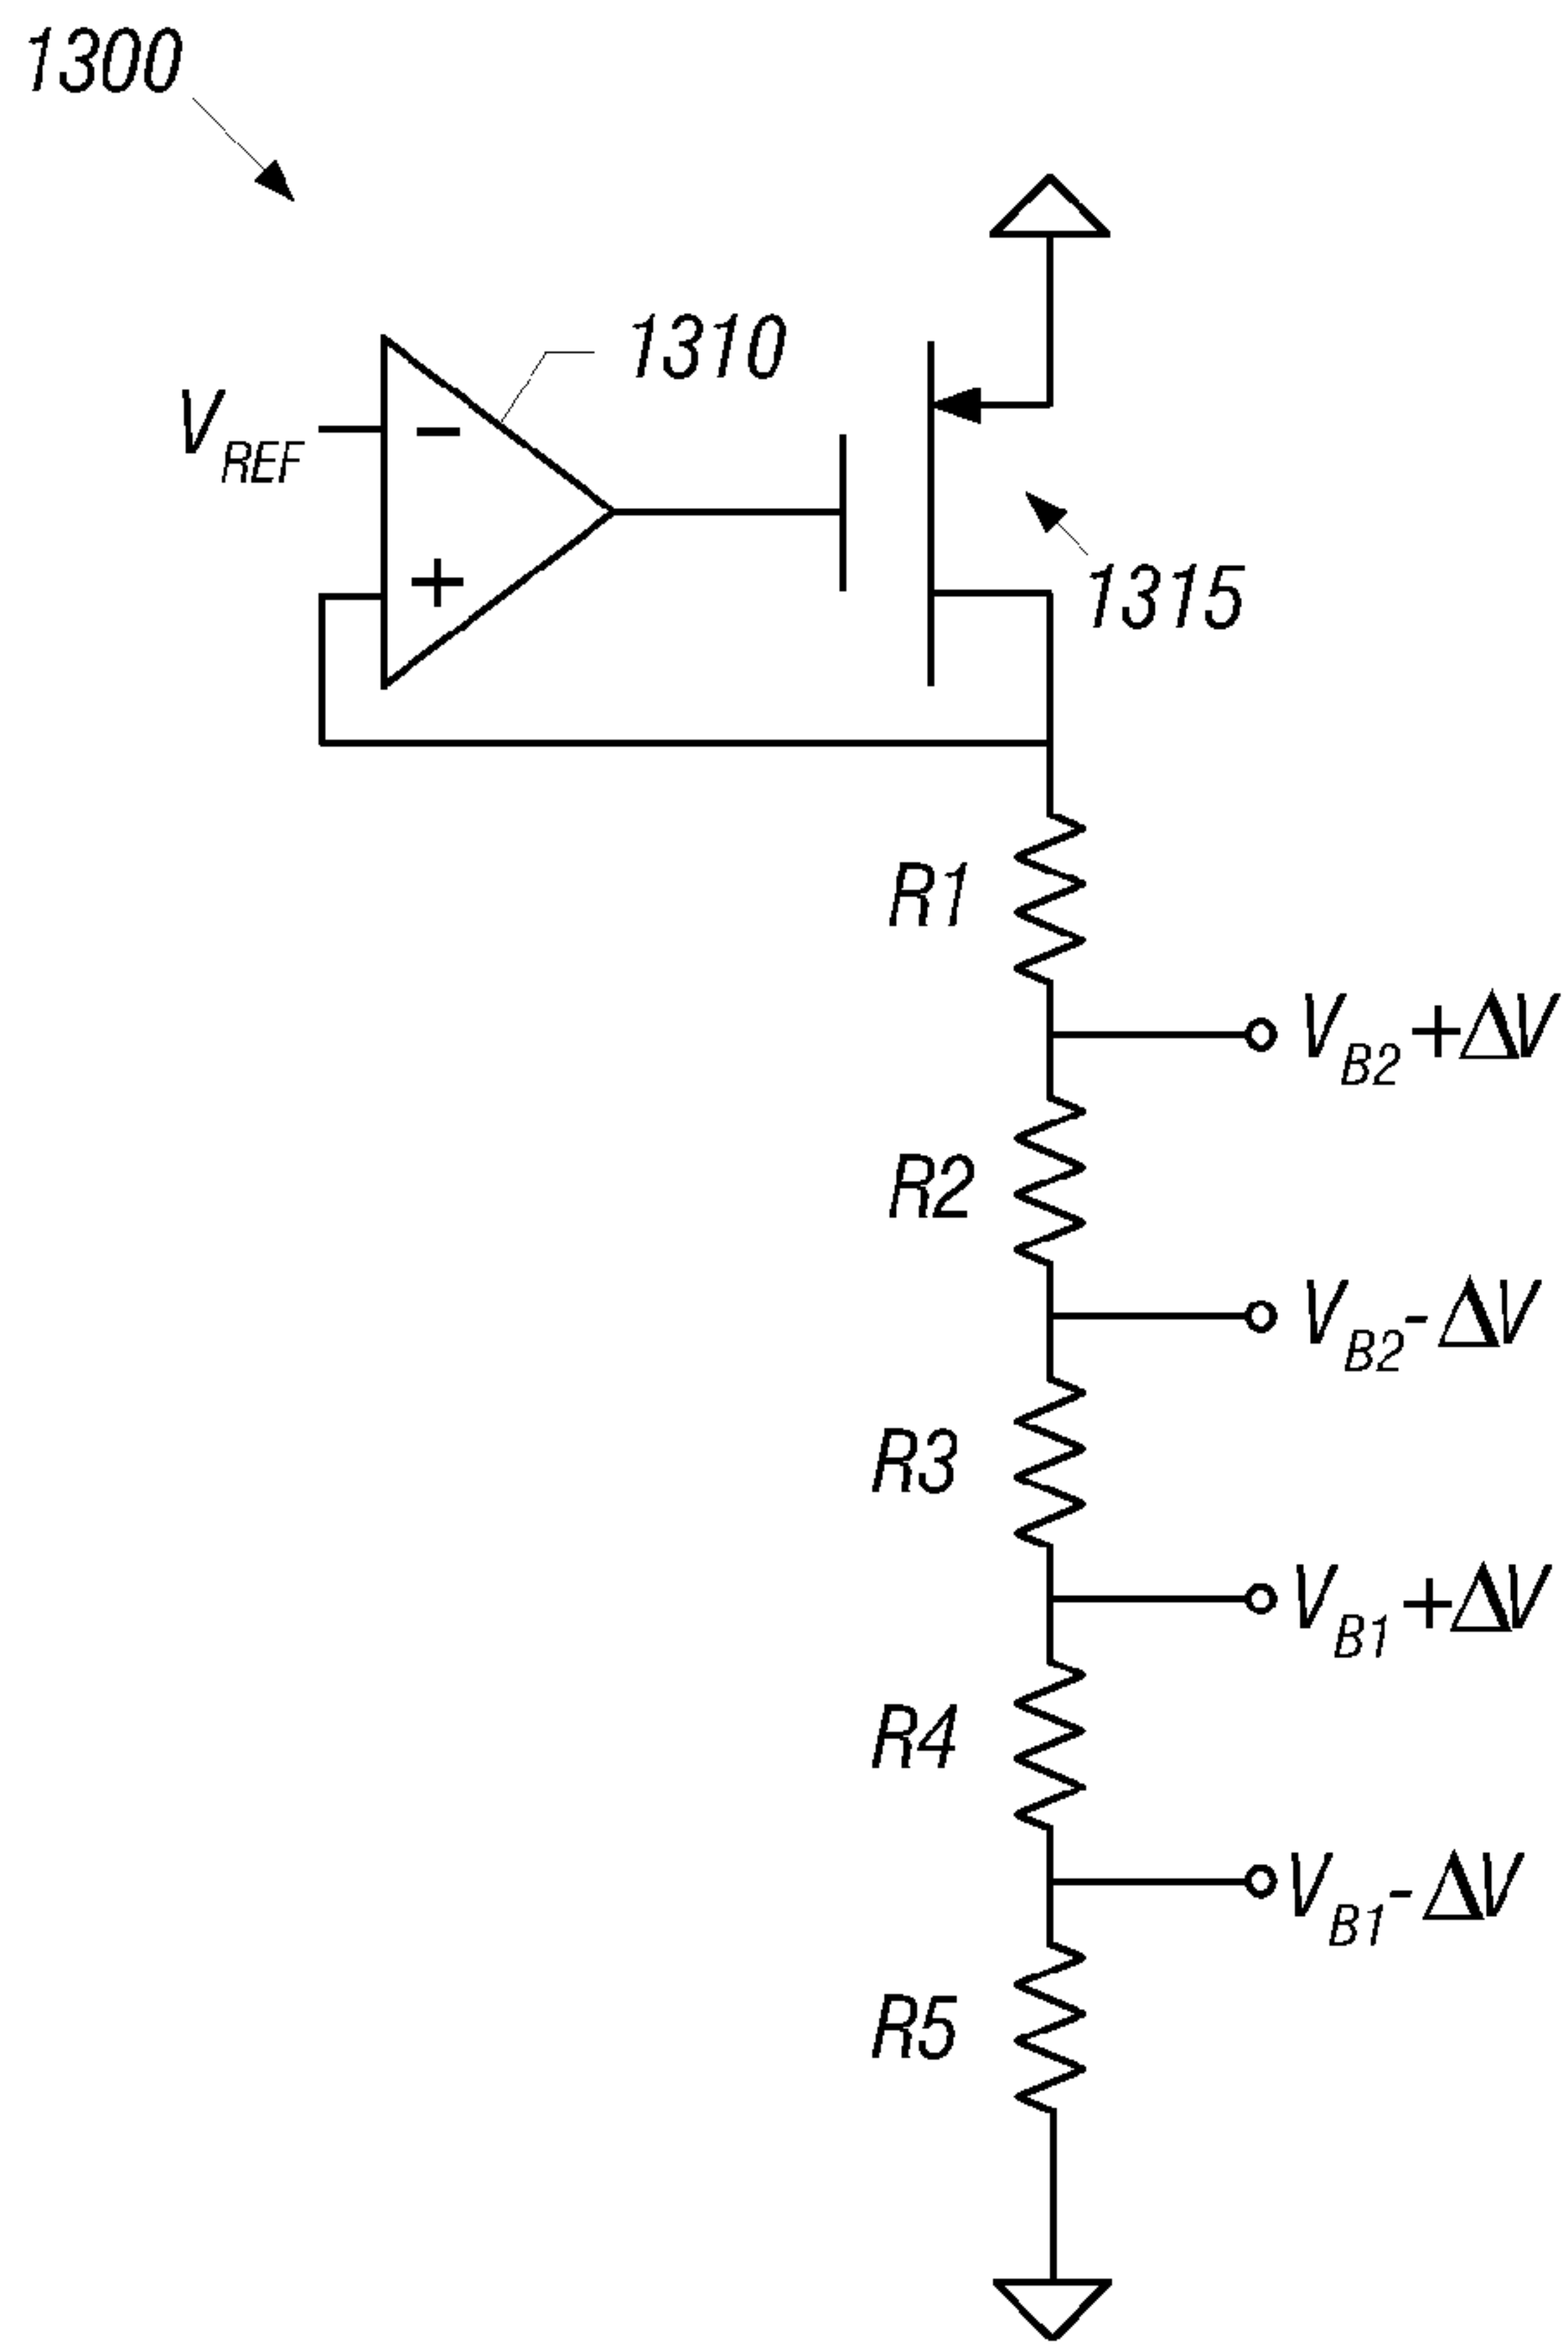 1300
1310
V_REF
-
+
1315
R1
V_B2+ΔV
R2
V_B2-ΔV
R3
V_B1+ΔV
R4
V_B1-ΔV
R5